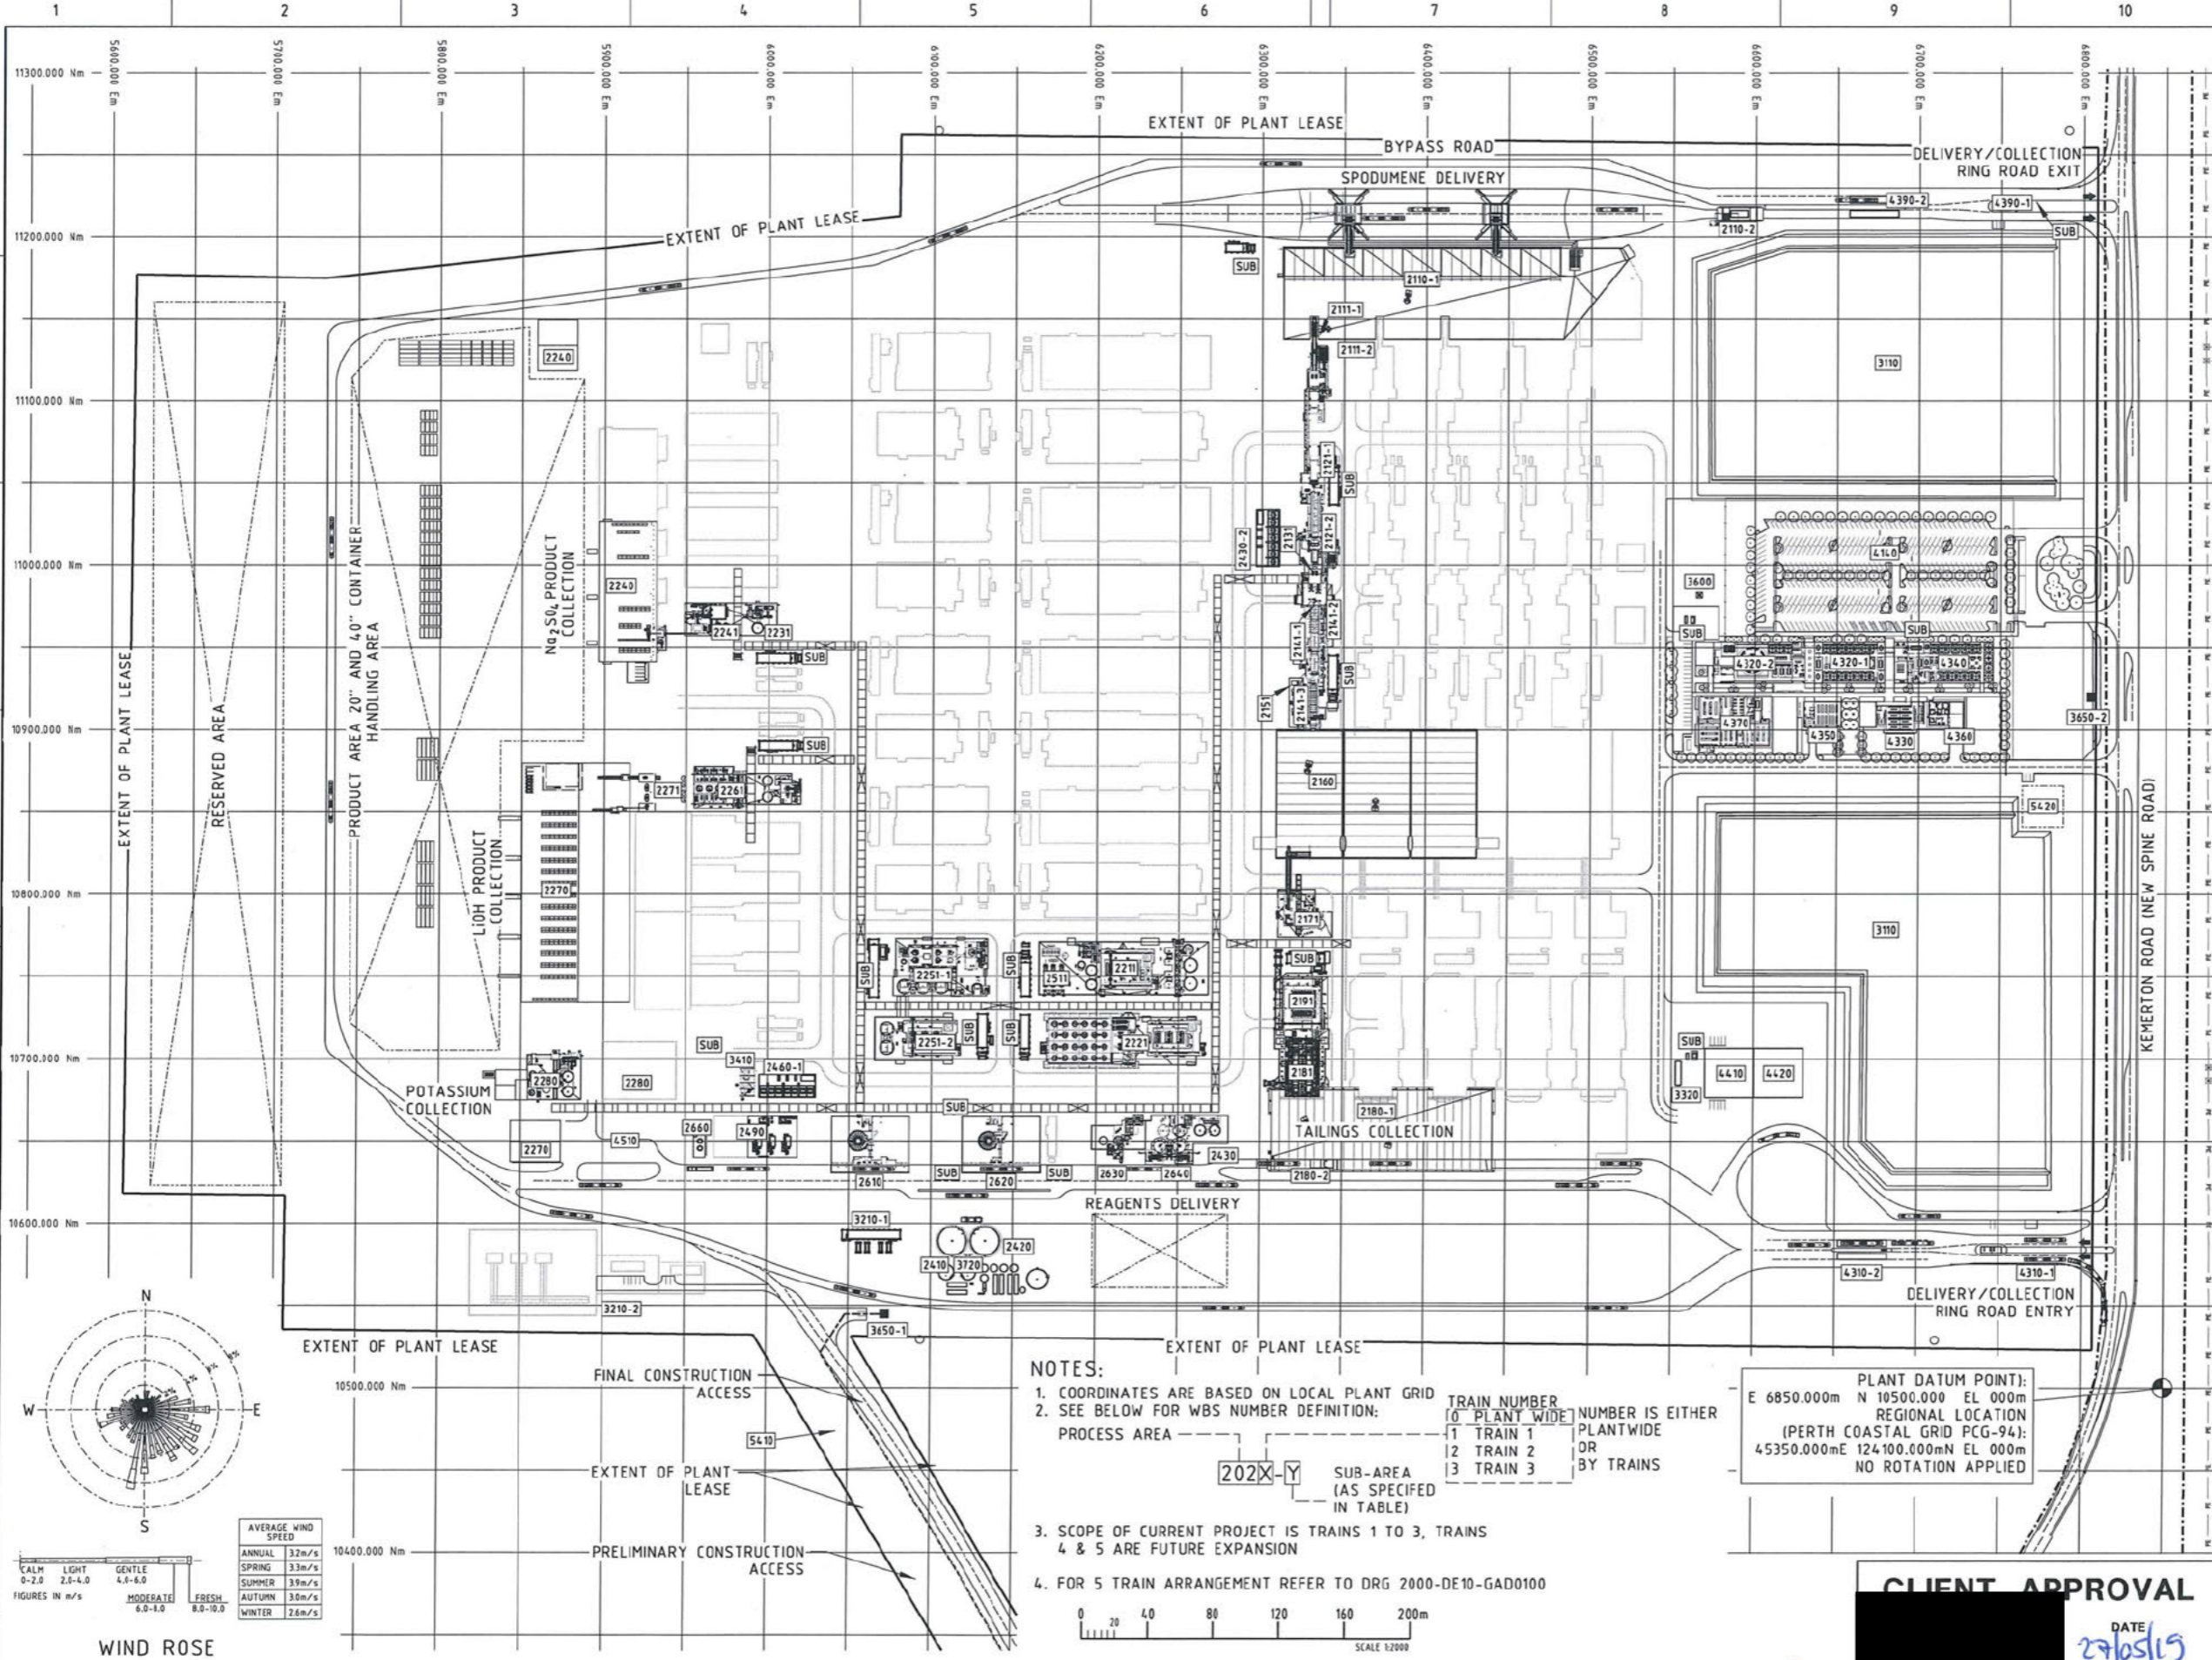 1 2 3 4 5 6 7 8 9 10
5600.000 Em
5700.000 Em
5800.000 Em
5900.000 Em
6000.000 Em
6100.000 Em
6200.000 Em
6300.000 Em
6400.000 Em
6500.000 Em
6600.000 Em
6700.000 Em
6800.000 Em
11300.000 Nm
EXTENT OF PLANT LEASE
BYPASS ROAD
DELIVERY/COLLECTION
RING ROAD EXIT
SPODUMENE DELIVERY
4390-2
4390-1
2110-2
SUB
EXTENT OF PLANT LEASE
11200.000 Nm
SUB
2110-1
2111-1
2111-2
2240
3110
11100.000 Nm
2121-1
SUB
2121-2
2131
2430-2
PRODUCT AREA 20" AND 40" CONTAINER
HANDLING AREA
Na2SO4 PRODUCT
COLLECTION
4140
11000.000 Nm
2240
3600
2241
2231
SUB
2141-1
2141-2
SUB
2141-3
2151
SUB
SUB
4320-2
4320-1
4340
EXTENT OF PLANT LEASE
RESERVED AREA
10900.000 Nm
SUB
4370
4350
4330
4360
3650-2
2271
2261
2160
5420
KEMERTON ROAD (NEW SPINE ROAD)
LiOH PRODUCT
COLLECTION
10800.000 Nm
2270
2171
3110
SUB
2251-1
SUB
2511
2211
SUB
2191
2251-2
SUB
SUB
2221
10700.000 Nm
SUB
3410
2460-1
2280
2280
2181
SUB
4410
4420
3320
POTASSIUM
COLLECTION
SUB
2180-1
TAILINGS COLLECTION
2660
2490
4510
2270
2430
2610
SUB
2620
SUB
2630
2640
2180-2
REAGENTS DELIVERY
10600.000 Nm
3210-1
2420
2410
3720
4310-2
4310-1
3210-2
DELIVERY/COLLECTION
RING ROAD ENTRY
3650-1
EXTENT OF PLANT LEASE
EXTENT OF PLANT LEASE
N
W
E
S
CALM
0-2.0
LIGHT
2.0-4.0
GENTLE
4.0-6.0
MODERATE
6.0-8.0
FRESH
8.0-10.0
FIGURES IN m/s
WIND ROSE
AVERAGE WIND
SPEED
ANNUAL 3.2m/s
SPRING 3.3m/s
SUMMER 3.9m/s
AUTUMN 3.0m/s
WINTER 2.6m/s
10500.000 Nm
FINAL CONSTRUCTION
ACCESS
5410
EXTENT OF PLANT
LEASE
10400.000 Nm
PRELIMINARY CONSTRUCTION
ACCESS
NOTES:
1. COORDINATES ARE BASED ON LOCAL PLANT GRID
2. SEE BELOW FOR WBS NUMBER DEFINITION:
PROCESS AREA
202X-Y
SUB-AREA
(AS SPECIFED
IN TABLE)
TRAIN NUMBER
0 PLANT WIDE
1 TRAIN 1
2 TRAIN 2
3 TRAIN 3
NUMBER IS EITHER
PLANTWIDE
OR
BY TRAINS
3. SCOPE OF CURRENT PROJECT IS TRAINS 1 TO 3, TRAINS
4 & 5 ARE FUTURE EXPANSION
4. FOR 5 TRAIN ARRANGEMENT REFER TO DRG 2000-DE10-GAD0100
0 20 40 80 120 160 200m
SCALE 1:2000
PLANT DATUM POINT):
E 6850.000m N 10500.000 EL 000m
REGIONAL LOCATION
(PERTH COASTAL GRID PCG-94):
45350.000mE 124100.000mN EL 000m
NO ROTATION APPLIED
CLIENT APPROVAL
DATE
27/05/19